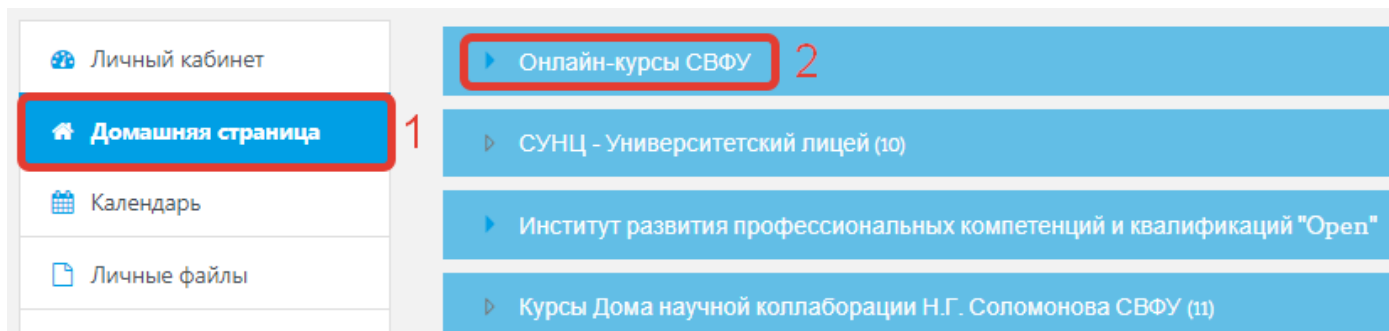 Личный кабинет
Домашняя страница
1
Календарь
Личные файлы
Онлайн-курсы СВФУ
2
СУНЦ - Университетский лицей (10)
Институт развития профессиональных компетенций и квалификаций "Open"
Курсы Дома научной коллаборации Н.Г. Соломонова СВФУ (11)